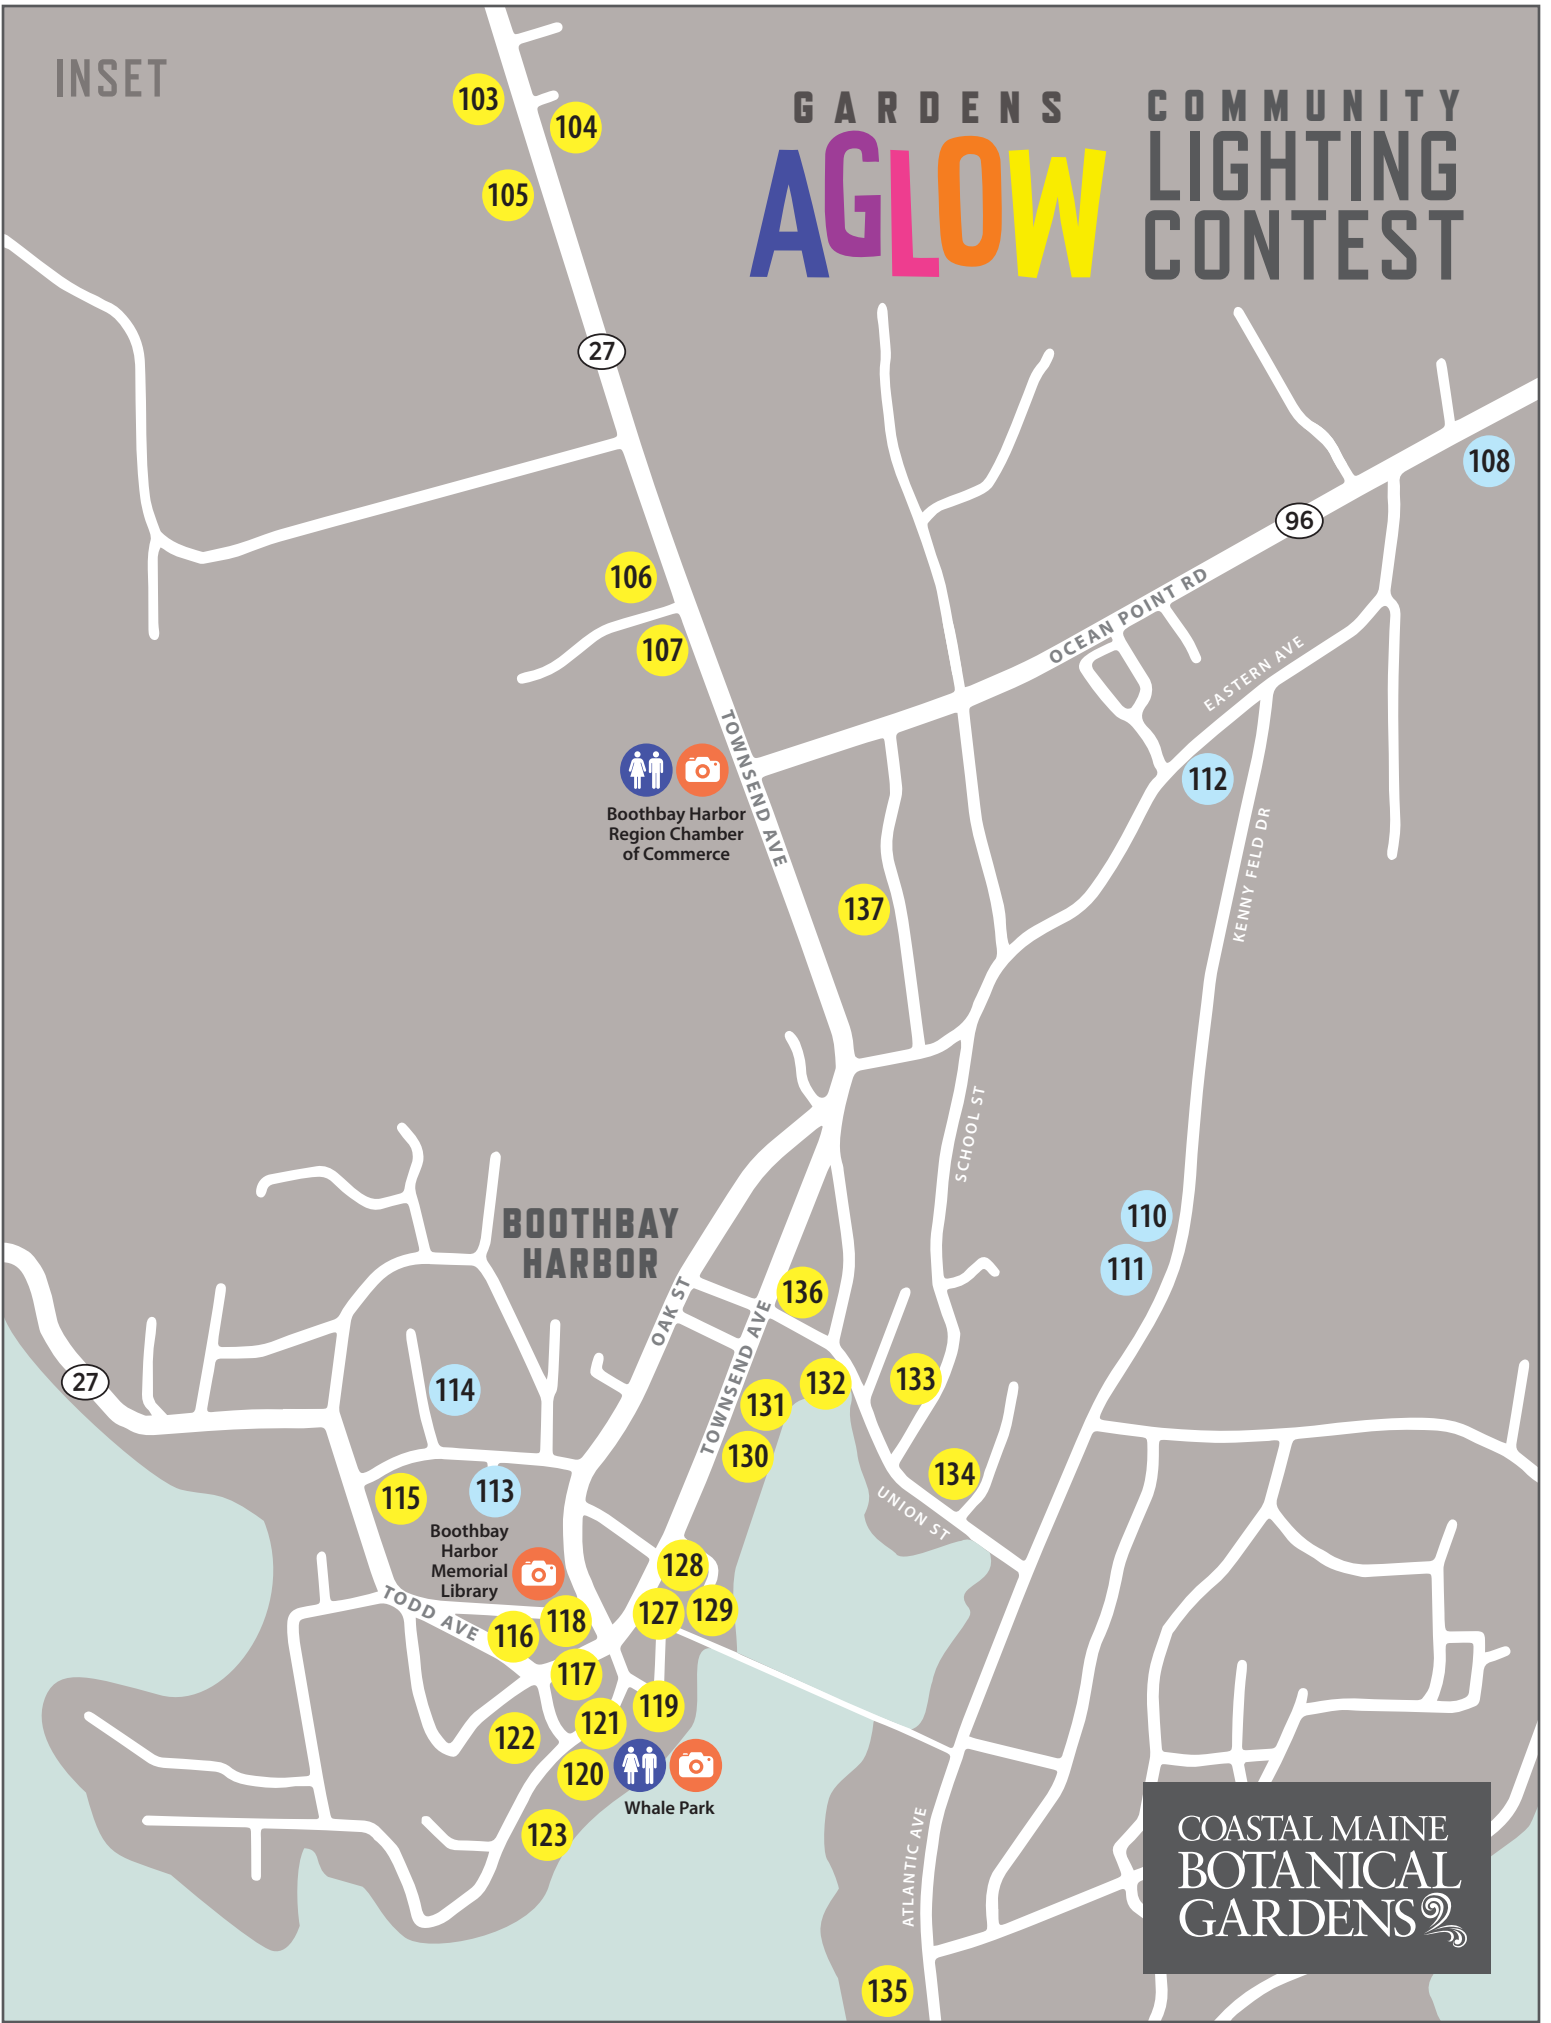 INSET
GARDENS
AGLOW
COMMUNITY
LIGHTING
CONTEST
103
104
105
27
108
96
106
107
OCEAN POINT RD
EASTERN AVE
TOWNSEND AVE
112
Boothbay Harbor
Region Chamber
of Commerce
KENNY FELD DR
137
SCHOOL ST
110
111
BOOTHBAY
HARBOR
OAK ST
136
TOWNSEND AVE
27
114
131
132
133
130
134
115
113
UNION ST
Boothbay
Harbor
Memorial
Library
128
TODD AVE
116
118
127
129
117
119
121
122
120
Whale Park
123
ATLANTIC AVE
135
COASTAL MAINE
BOTANICAL
GARDENS